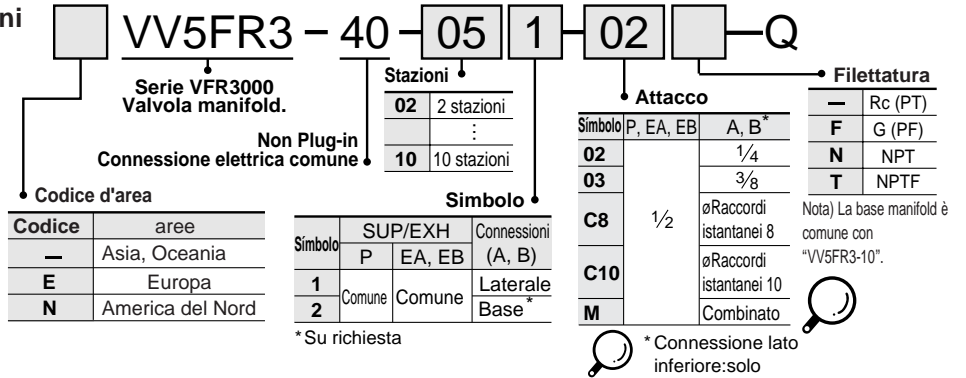 ni
VV5FR3 – 40 – 05 1 – 02 – Q
Serie VFR3000
Valvola manifold.
Non Plug-in
Connessione elettrica comune
Stazioni
02 2 stazioni
⋮
10 10 stazioni
Codice d'area
Codice aree
— Asia, Oceania
E Europa
N America del Nord
Simbolo
Símbolo SUP/EXH Connessioni (A, B)
P EA, EB
1 Comune Comune Laterale
2 Base*
*Su richiesta
Attacco
Símbolo P, EA, EB A, B*
02 1/2 1/4
03 3/8
C8 øRaccordi istantanei 8
C10 øRaccordi istantanei 10
M Combinato
* Connessione lato
inferiore:solo
Filettatura
— Rc (PT)
F G (PF)
N NPT
T NPTF
Nota) La base manifold è
comune con
“VV5FR3-10”.